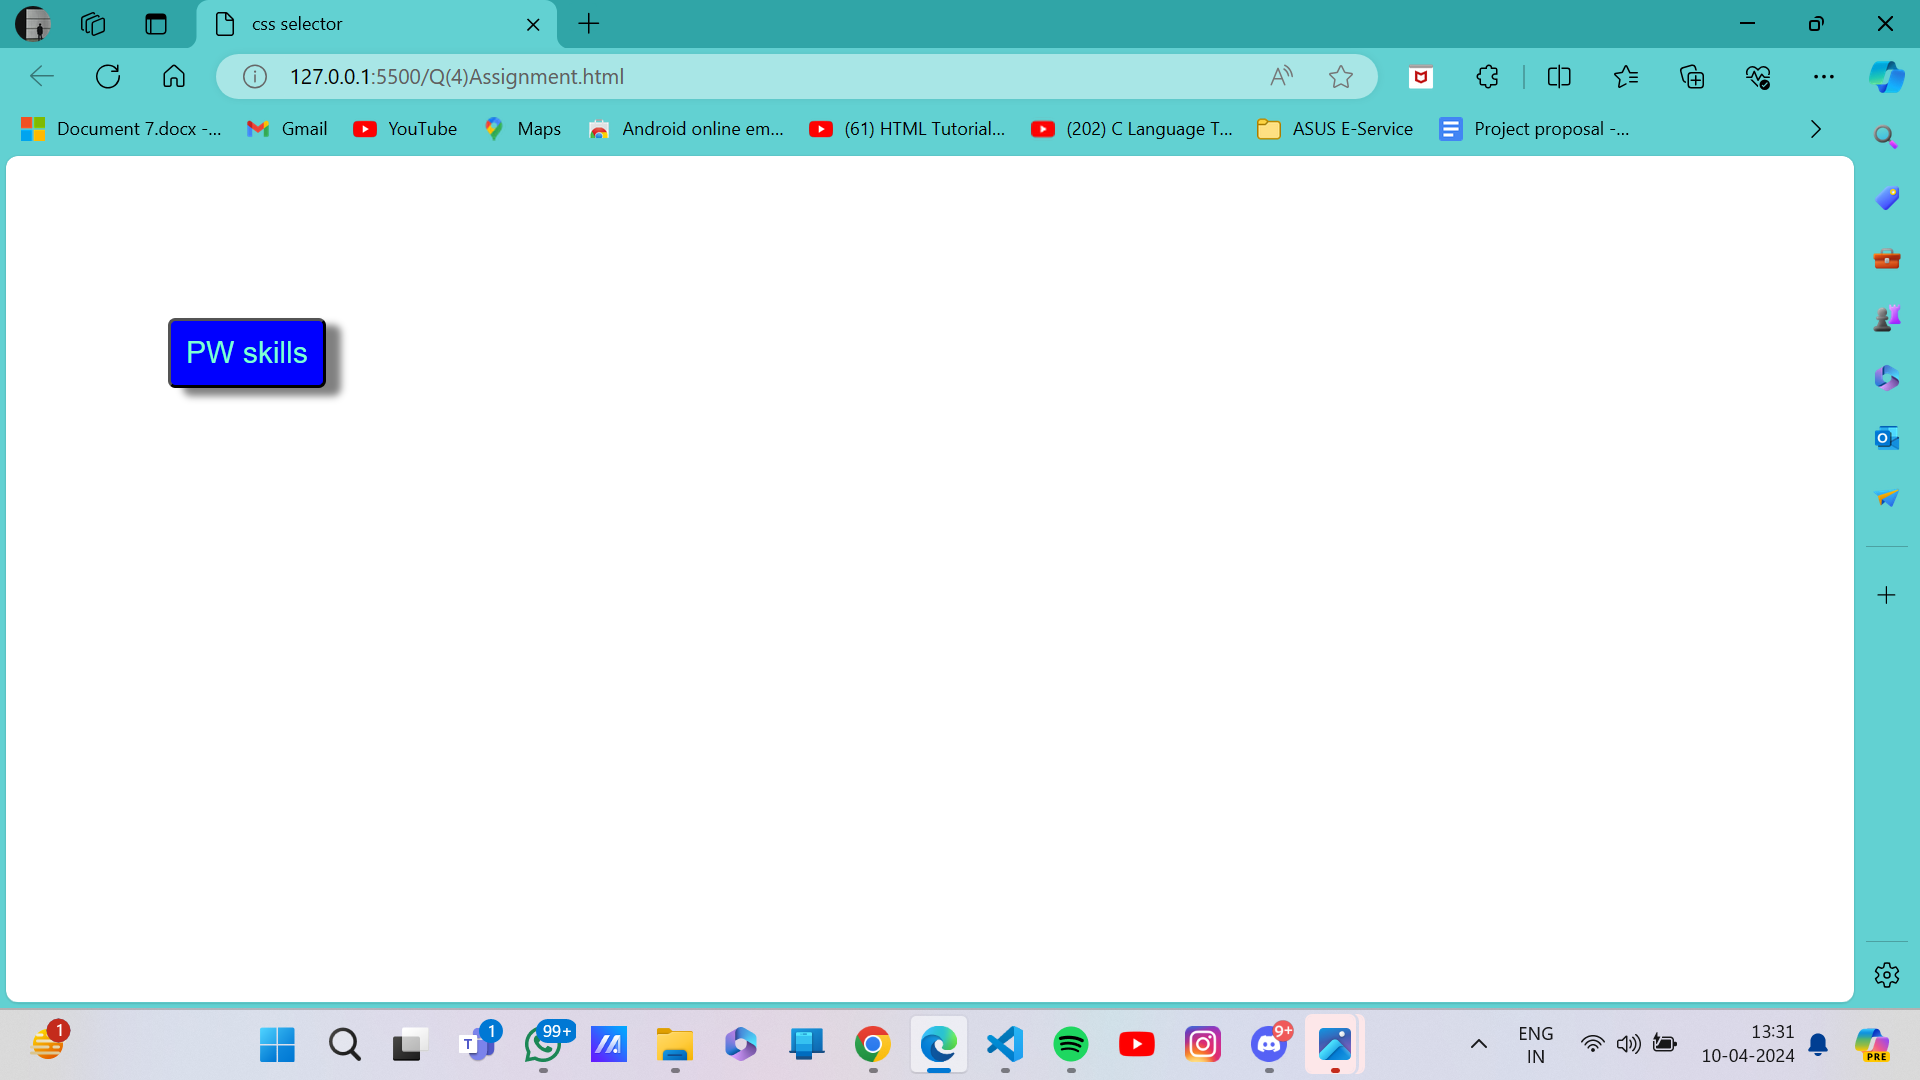 css selector
127.0.0.1:5500/Q(4)Assignment.html
Document 7.docx -...
Gmail
YouTube
Maps
Android online em...
(61) HTML Tutorial...
(202) C Language T...
ASUS E-Service
Project proposal -...
PW skills
1
T
1
99+
9+
ENG
IN
13:31
10-04-2024
PRE